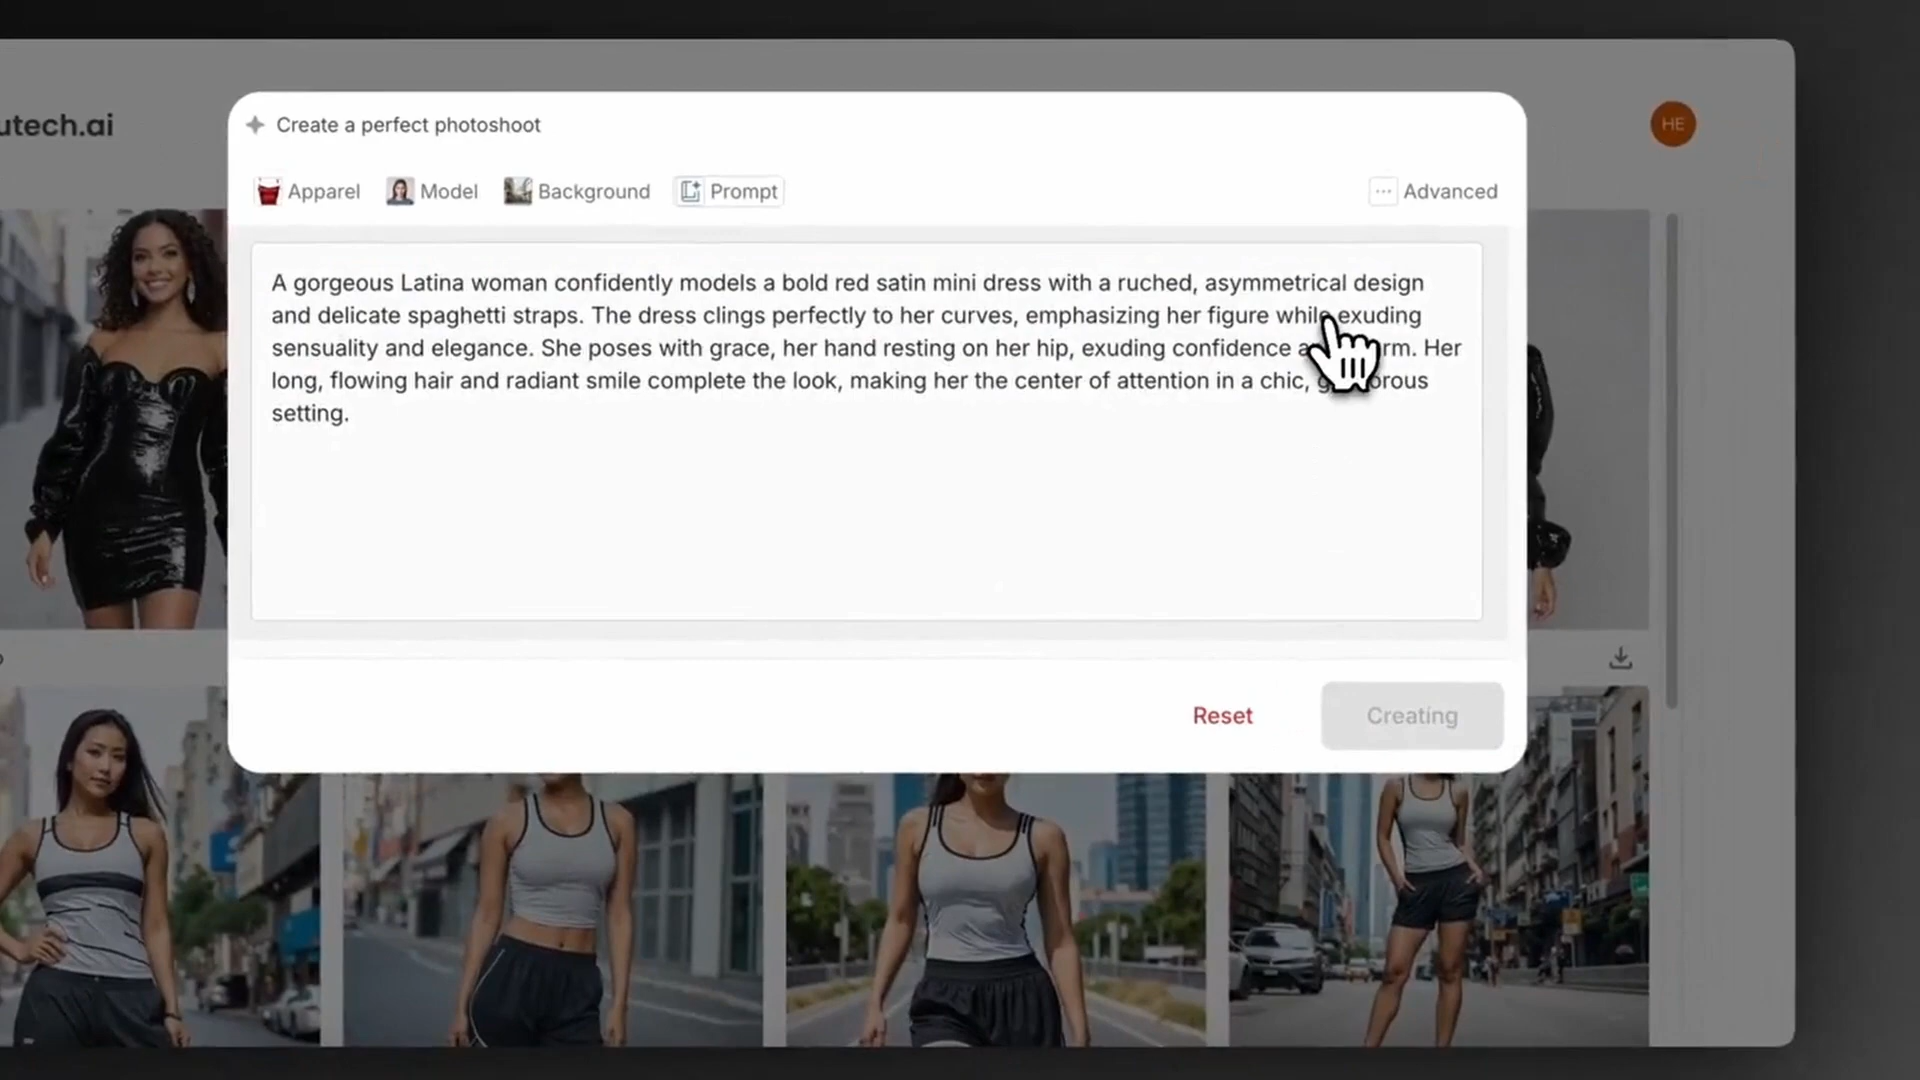 utech.ai
Create a perfect photoshoot
HE
Apparel Model Background Prompt Advanced
A gorgeous Latina woman confidently models a bold red satin mini dress with a ruched, asymmetrical design
and delicate spaghetti straps. The dress clings perfectly to her curves, emphasizing her figure while exuding
sensuality and elegance. She poses with grace, her hand resting on her hip, exuding confidence a rm. Her
long, flowing hair and radiant smile complete the look, making her the center of attention in a chic, g orous
setting.
Reset Creating